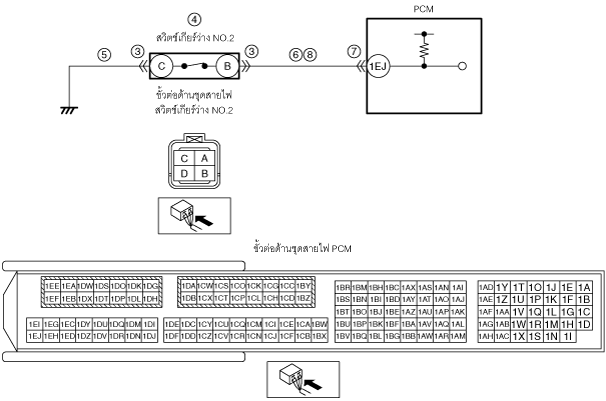 ④
PCM
สวิตช์เกียร์ว่าง NO.2
⑤ ③ ③ ⑥⑧ ⑦
C B 1EJ
ขั้วต่อด้านชุดสายไฟ
สวิตช์เกียร์ว่าง NO.2
C A
D B
ขั้วต่อด้านชุดสายไฟ PCM
1EE 1EA 1DW 1DS 1DO 1DK 1DG 1DA 1CW 1CS 1CO 1CK 1CG 1CC 1BY 1BR 1BM 1BH 1BC 1AX 1AS 1AN 1AI 1AD 1Y 1T 1O 1J 1E 1A
1EF 1EB 1DX 1DT 1DP 1DL 1DH 1DB 1CX 1CT 1CP 1CL 1CH 1CD 1BZ 1BS 1BN 1BI 1BD 1AY 1AT 1AO 1AJ 1AE 1Z 1U 1P 1K 1F 1B
1BT 1BO 1BJ 1BE 1AZ 1AU 1AP 1AK 1AF 1AA 1V 1Q 1L 1G 1C
1EI 1EG 1EC 1DY 1DU 1DQ 1DM 1DI 1DE 1DC 1CY 1CU 1CQ 1CM 1CI 1CE 1CA 1BW 1BU 1BP 1BK 1BF 1BA 1AV 1AQ 1AL 1AG 1AB 1W 1R 1M 1H 1D
1EJ 1EH 1ED 1DZ 1DV 1DR 1DN 1DJ 1DF 1DD 1CZ 1CV 1CR 1CN 1CJ 1CF 1CB 1BX 1BV 1BQ 1BL 1BG 1BB 1AW 1AR 1AM 1AH 1AC 1X 1S 1N 1I